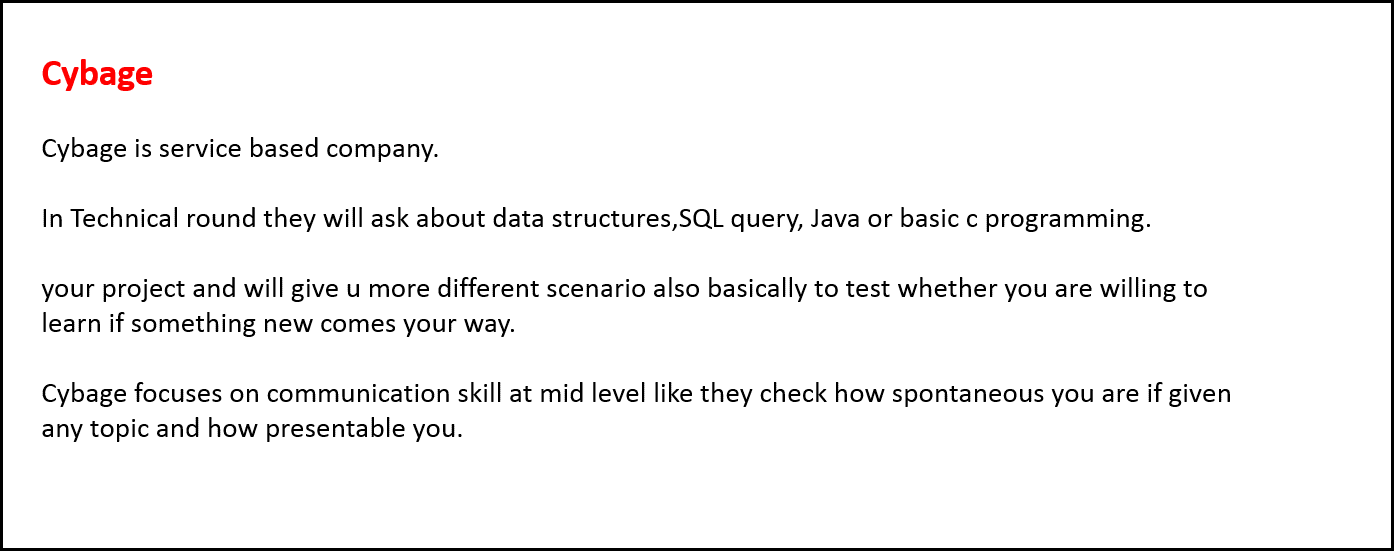 Cybage
Cybage is service based company.
In Technical round they will ask about data structures,SQL query, Java or basic c programming.
your project and will give u more different scenario also basically to test whether you are willing to
learn if something new comes your way.
Cybage focuses on communication skill at mid level like they check how spontaneous you are if given
any topic and how presentable you.